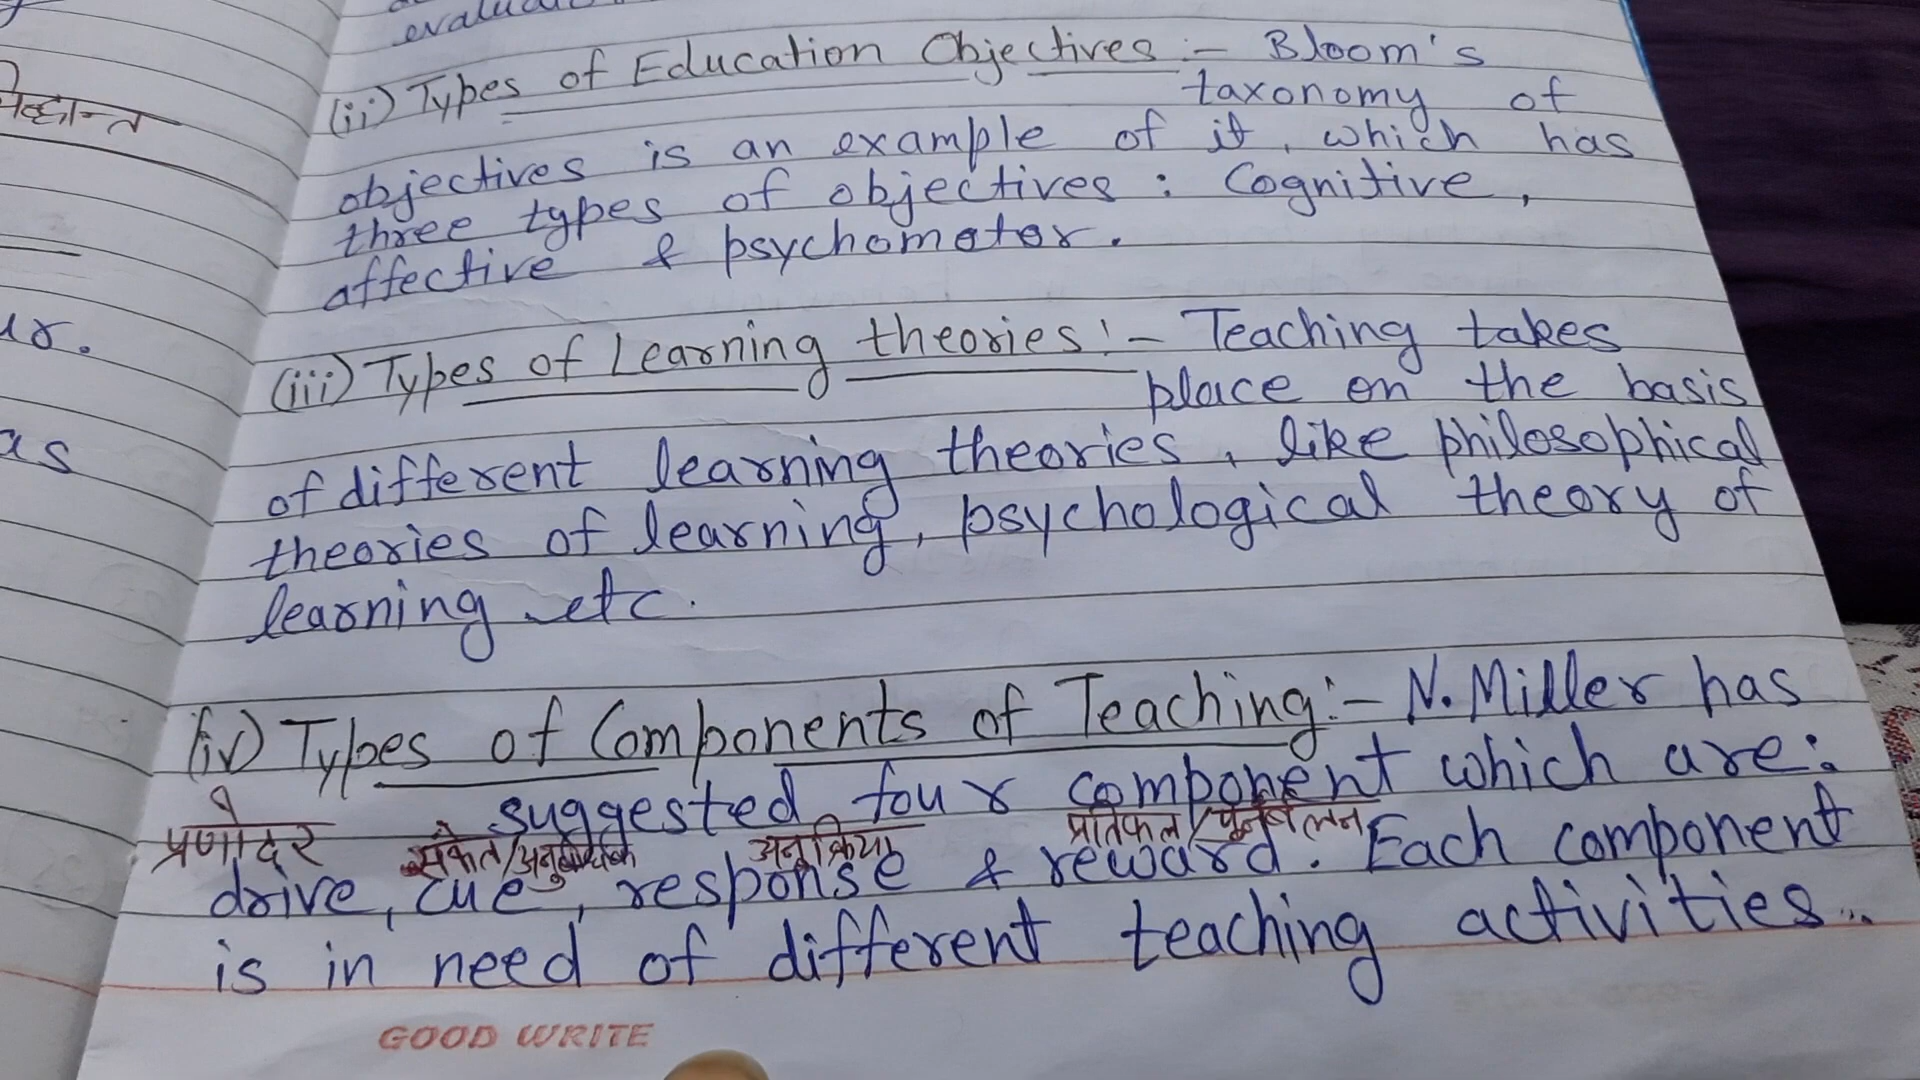 सिद्धान्त
ur.
as
(ii) Types of Education Objectives :- Bloom's
taxonomy of
objectives is an example of it, which has
three types of objectives : Cognitive,
affective & psychomotor.
(iii) Types of Learning theories :- Teaching takes
place on the basis
of different learning theories, like philosophical
theories of learning, psychological theory of
learning etc.
(iv) Types of Components of Teaching :- N. Miller has
suggested four component which are:
प्रणोदर संकेत/ अनुक्रिया प्रतिफल/पुनर्बलन
drive, cue, response & reward. Each component
is in need of different teaching activities...
GOOD WRITE